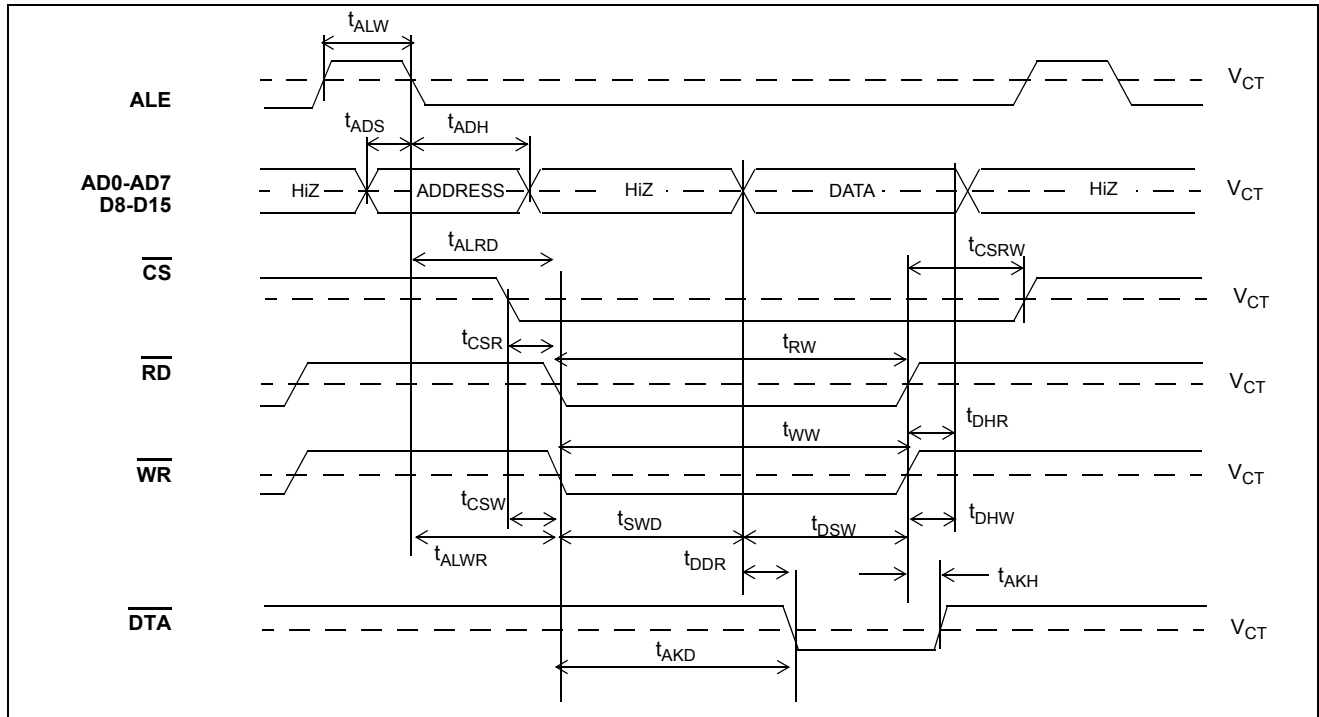 tALW
ALE
VCT
tADS
tADH
AD0-AD7
D8-D15
HiZ
ADDRESS
HiZ
DATA
HiZ
VCT
tALRD
tCSRW
CS
VCT
tCSR
tRW
RD
VCT
tDHR
tWW
WR
VCT
tCSW
tSWD
tDSW
tDHW
tALWR
tDDR
tAKH
DTA
VCT
tAKD